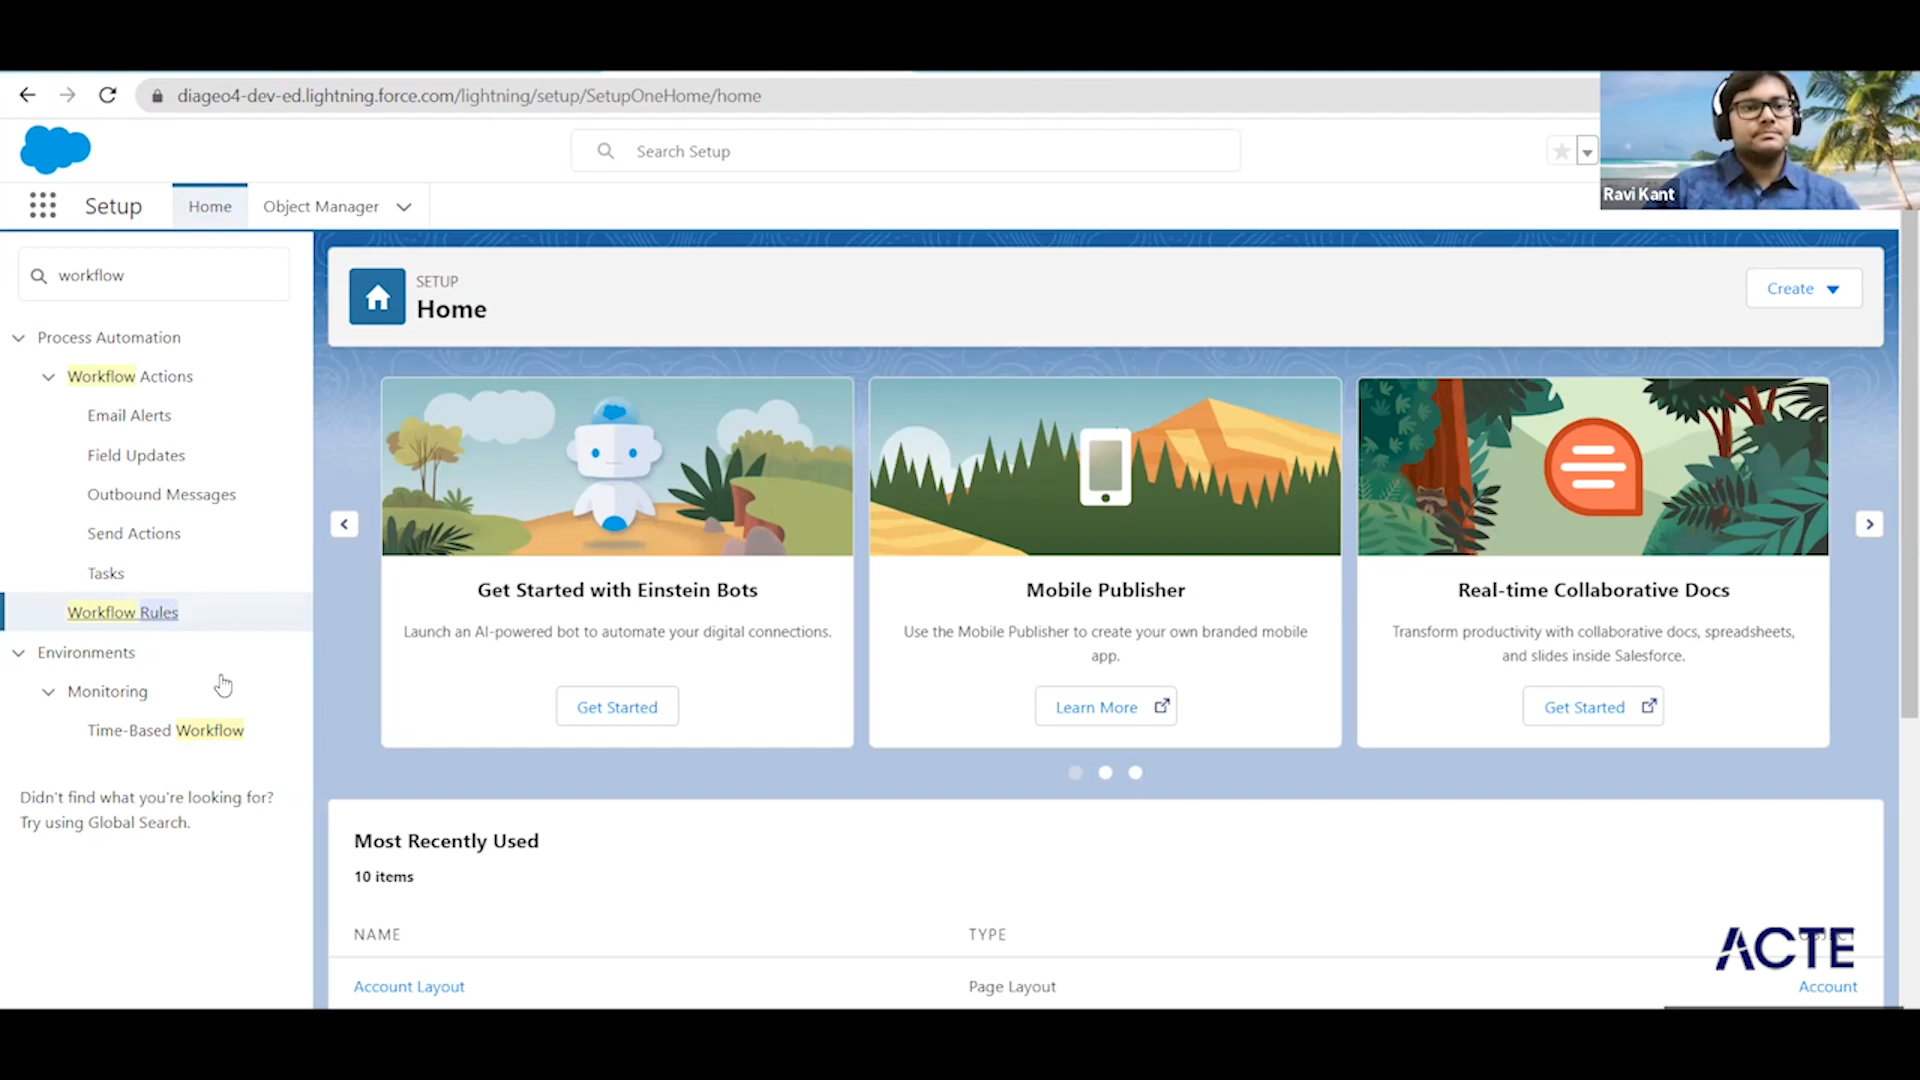 diageo4-dev-ed.lightning.force.com/lightning/setup/SetupOneHome/home
Search Setup
Ravi Kant
Setup
Home
Object Manager
workflow
Process Automation
Workflow Actions
Email Alerts
Field Updates
Outbound Messages
Send Actions
Tasks
Workflow Rules
Environments
Monitoring
Time-Based Workflow
Didn't find what you're looking for?
Try using Global Search.
SETUP
Home
Create
Get Started with Einstein Bots
Launch an AI-powered bot to automate your digital connections.
Get Started
Mobile Publisher
Use the Mobile Publisher to create your own branded mobile
app.
Learn More
Real-time Collaborative Docs
Transform productivity with collaborative docs, spreadsheets,
and slides inside Salesforce.
Get Started
Most Recently Used
10 items
NAME
TYPE
ACTE
Account Layout
Page Layout
Account